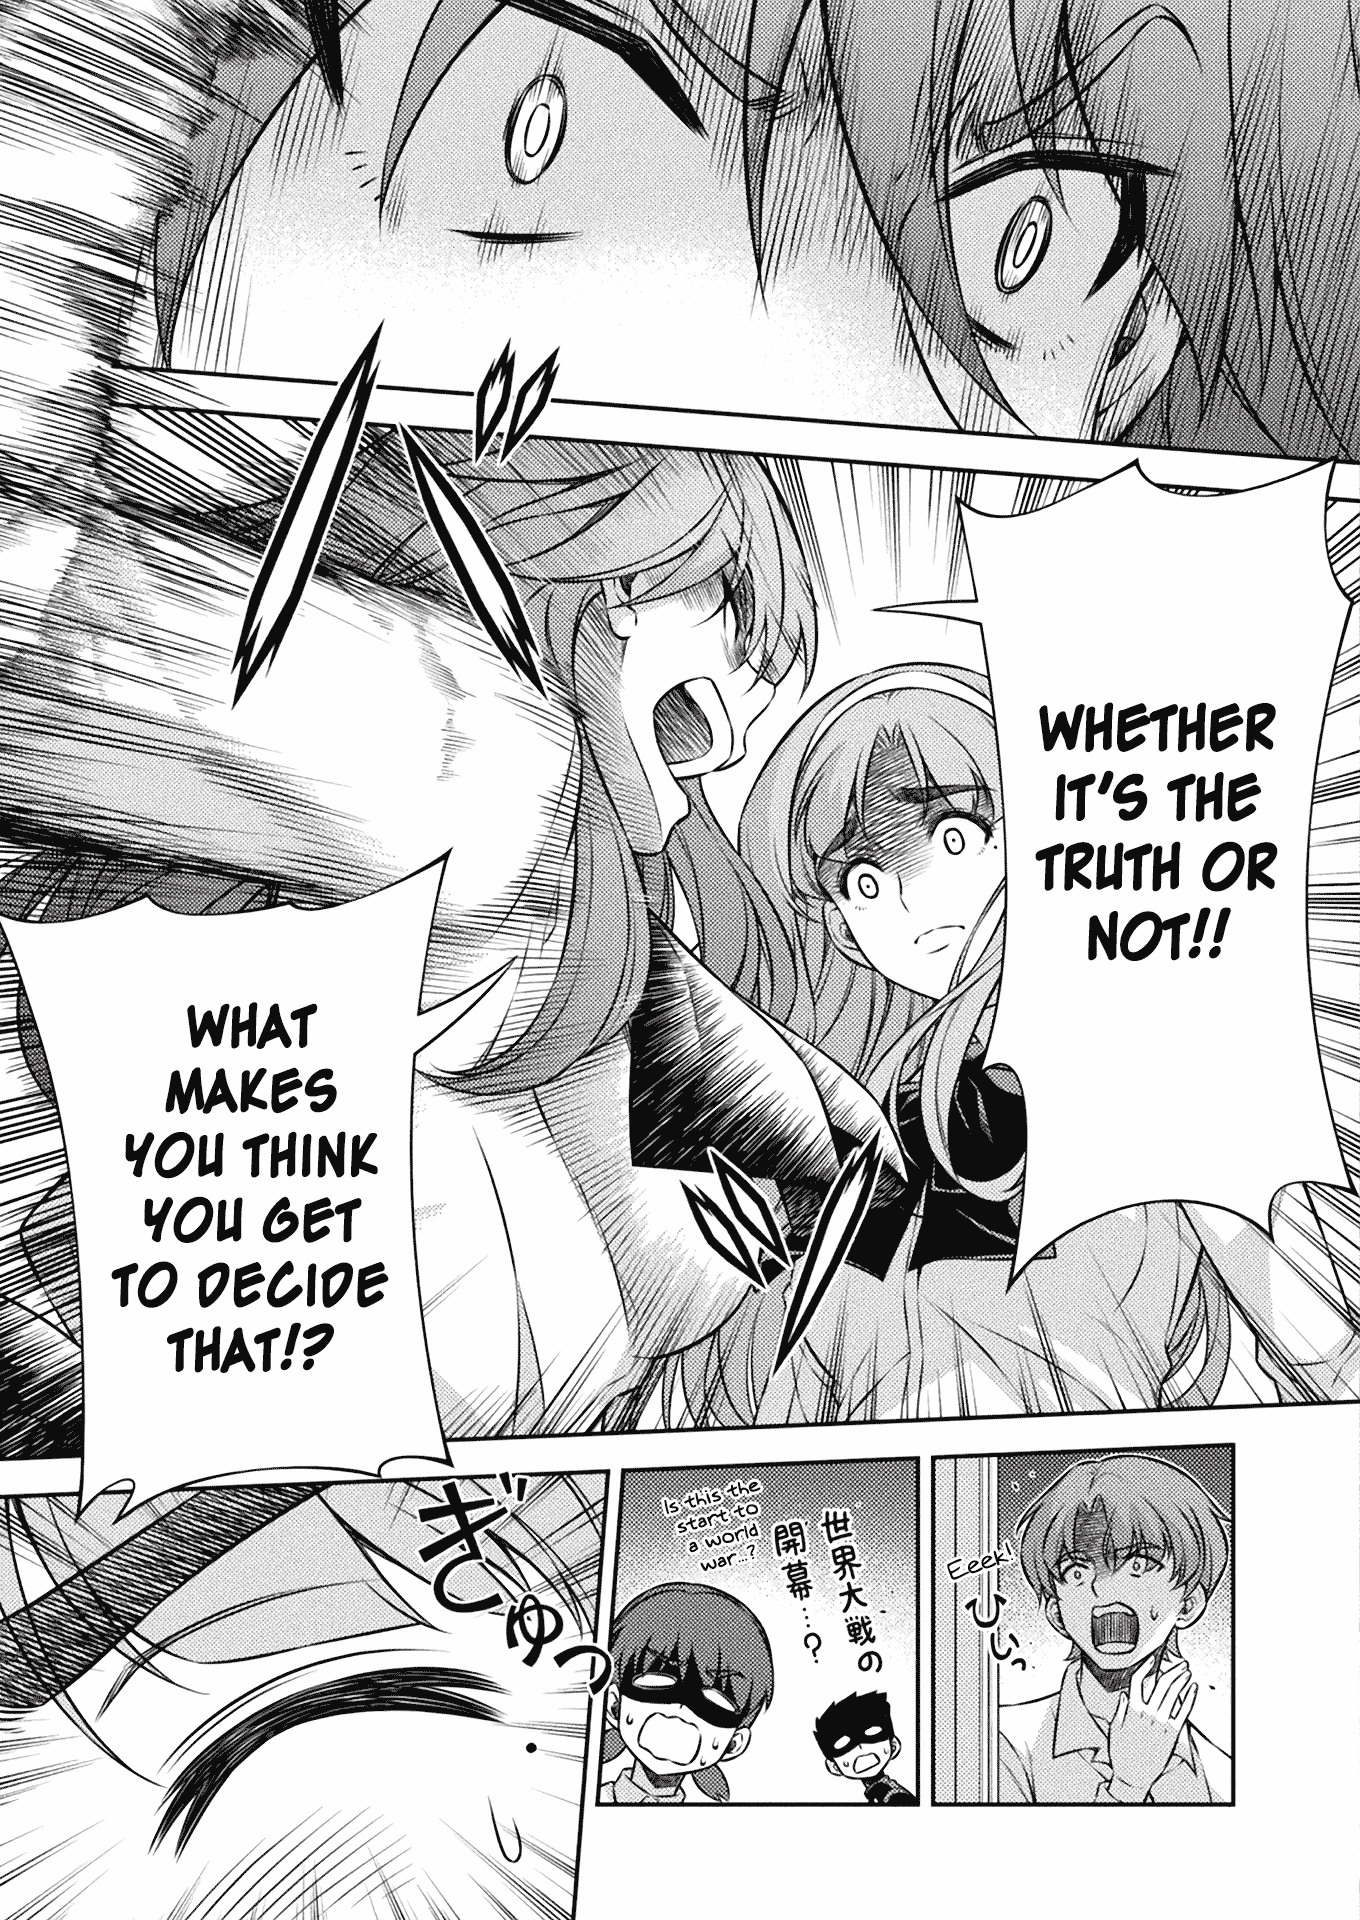 WHETHER
IT'S THE
TRUTH OR
NOT!!
WHAT
MAKES
YOU THINK
YOU GET
TO DECIDE
THAT!?
Eeek!
ひぃっ
世界大戦の
開幕……?
Is this the
start to
a world
war...?
ぎゅっ